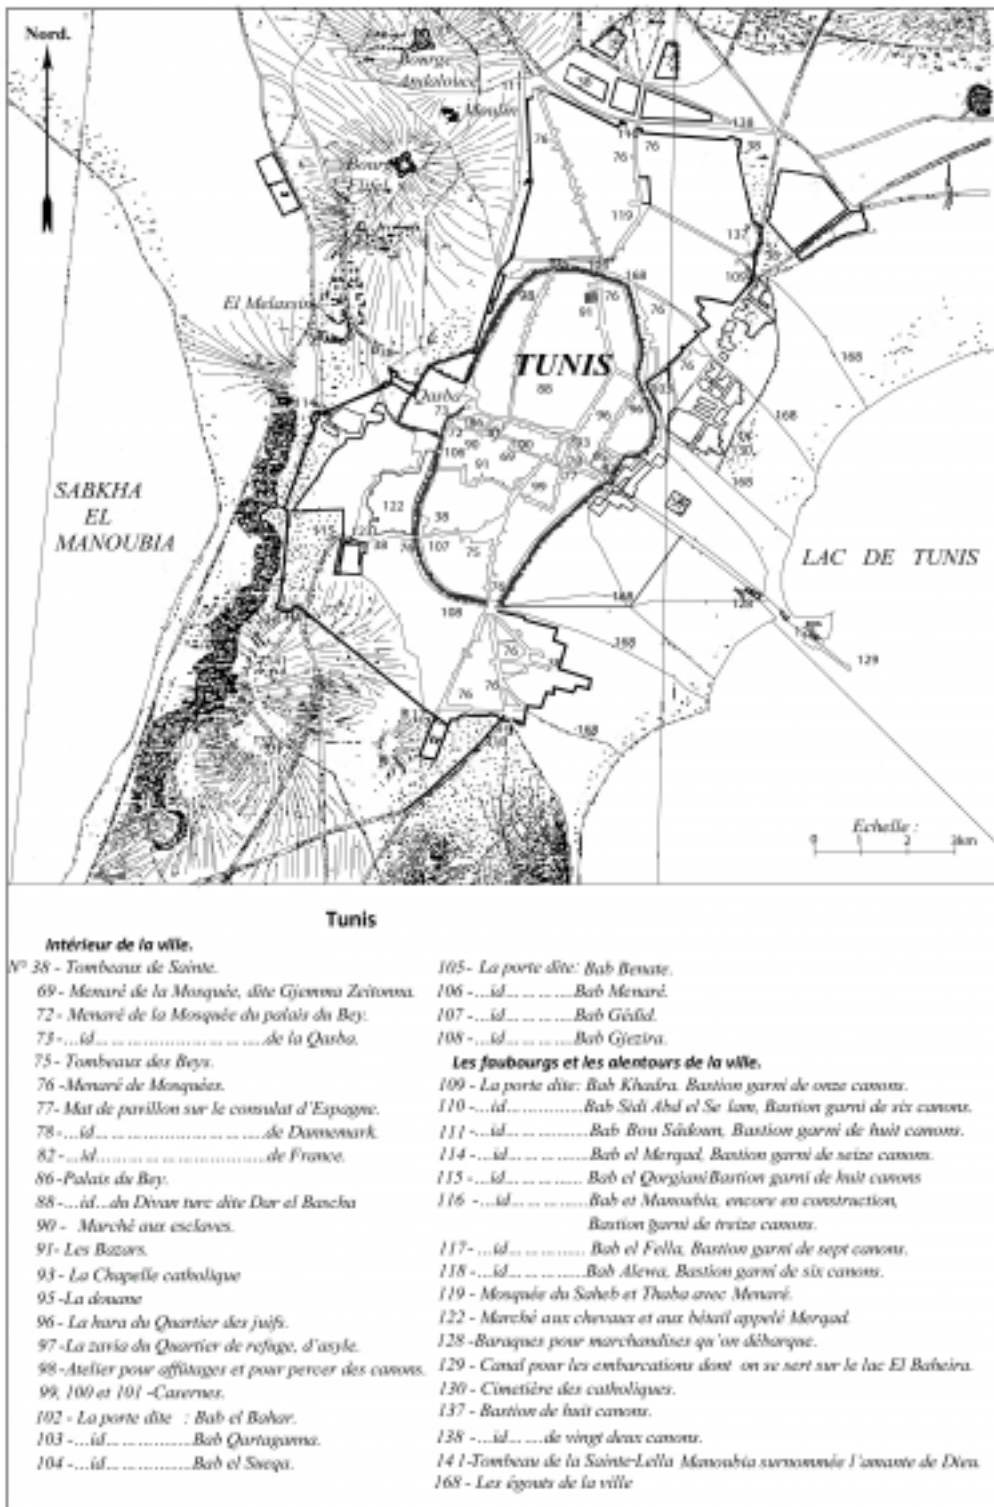 Nord.
Bourge
Andalouce
Moulin
Bourge
El Melassin
Qasba
TUNIS
SABKHA
EL
MANOUBIA
LAC DE TUNIS
Echelle :
0 1 2 3km
Tunis
Intérieur de la ville.
N° 38 - Tombeaux de Sainte.
69 - Menaré de la Mosquée, dite Gjemma Zeitonna.
72 - Menaré de la Mosquée du palais du Bey.
73 -...id..................................de la Qasba.
75 - Tombeaux des Beys.
76 -Menaré de Mosquées.
77- Mat de pavillon sur le consulat d'Espagne.
78 -...id..................................de Dannemark.
82 -...id..................................de France.
86-Palais du Bey.
88 -...id...du Divan turc dite Dar el Bascha
90 - Marché aux esclaves.
91- Les Bazars.
93 - La Chapelle catholique
95 -La douane
96 - La hara du Quartier des juifs.
97 - La zavia du Quartier de refuge, d'asyle.
98-Atelier pour affûtages et pour percer des canons.
99, 100 et 101 -Casernes.
102 - La porte dite : Bab el Bahar.
103 -...id..................Bab Qartaganna.
104 -...id..................Bab el Sueqa.
105- La porte dite: Bab Benate.
106 -...id..............Bab Menaré.
107 -...id..............Bab Gédid.
108 -...id..............Bab Gjezira.
Les faubourgs et les alentours de la ville.
109 - La porte dite: Bab Khadra. Bastion garni de onze canons.
110 -...id..............Bab Sidi Abd el Se lam, Bastion garni de six canons.
111 -...id..............Bab Bou Sâdoun, Bastion garni de huit canons.
114 -...id..............Bab el Merqad, Bastion garni de seize canons.
115 -...id..............Bab el Qorgiani Bastion garni de huit canons
116 -...id..............Bab et Manoubia, encore en construction,
Bastion garni de treize canons.
117 -...id.............. Bab el Fella, Bastion garni de sept canons.
118 -...id..............Bab Alewa, Bastion garni de six canons.
119 - Mosquée du Saheb et Thaba avec Menaré.
122 - Marché aux chevaux et aux bétail appelé Merqad.
128 -Baraques pour marchandises qu'on débarque.
129 - Canal pour les embarcations dont on se sert sur le lac El Baheira.
130 - Cimetière des catholiques.
137 - Bastion de huit canons.
138 -...id......de vingt deux canons.
141-Tombeau de la Sainte-Lella Manoubia surnommée l'amante de Dieu.
168 - Les égouts de la ville